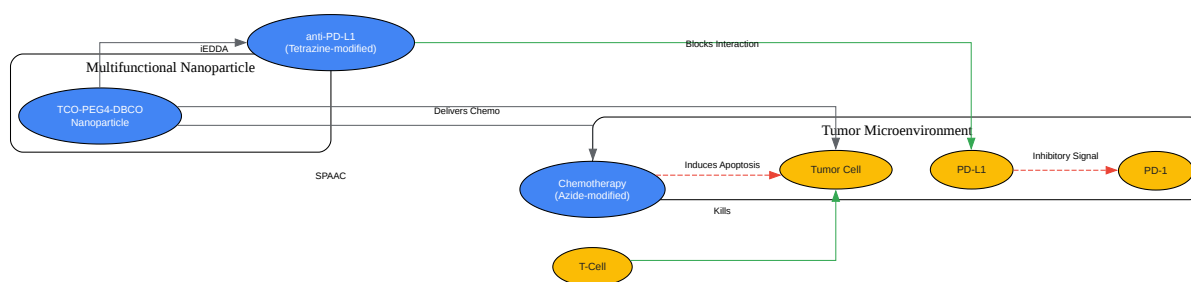 anti-PD-L1
(Tetrazine-modified)
iEDDA
Blocks Interaction
Multifunctional Nanoparticle
TCO-PEG4-DBCO
Nanoparticle
Delivers Chemo
Tumor Microenvironment
SPAAC
Chemotherapy
(Azide-modified)
Induces Apoptosis
Tumor Cell
PD-L1
Inhibitory Signal
PD-1
Kills
T-Cell